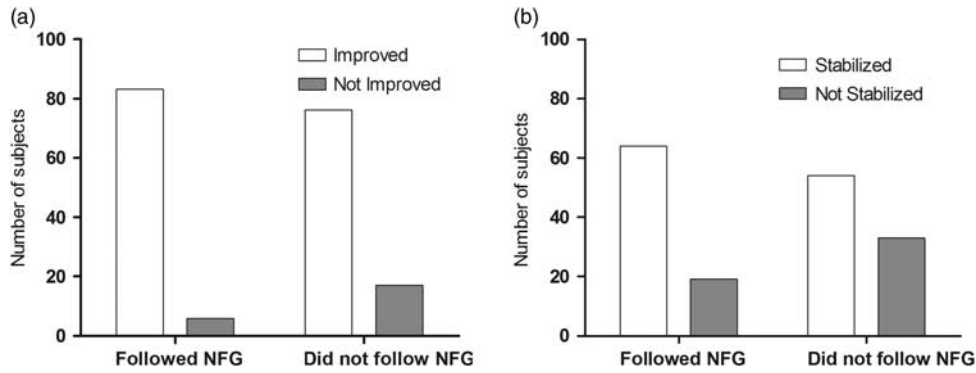 (a)
100
80
60
40
20
0
Number of subjects
Improved
Not Improved
Followed NFG
Did not follow NFG
(b)
100
80
60
40
20
0
Number of subjects
Stabilized
Not Stabilized
Followed NFG
Did not follow NFG